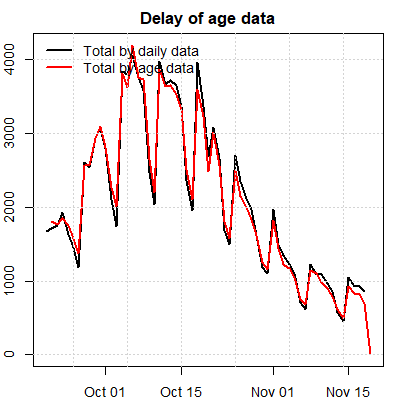 Delay of age data
Total by daily data
Total by age data
4000
3000
2000
1000
0
Oct 01
Oct 15
Nov 01
Nov 15